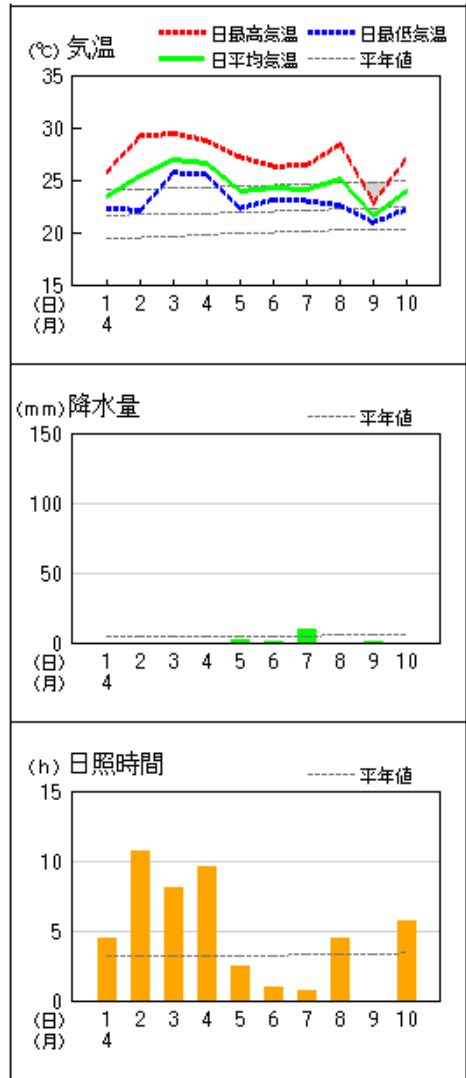 (℃) 気温
日最高気温 日最低気温
日平均気温 平年値
35
30
25
20
15
(日) 1 2 3 4 5 6 7 8 9 10
(月) 4
(mm) 降水量
平年値
150
100
50
0
(日) 1 2 3 4 5 6 7 8 9 10
(月) 4
(h) 日照時間
平年値
15
10
5
0
(日) 1 2 3 4 5 6 7 8 9 10
(月) 4